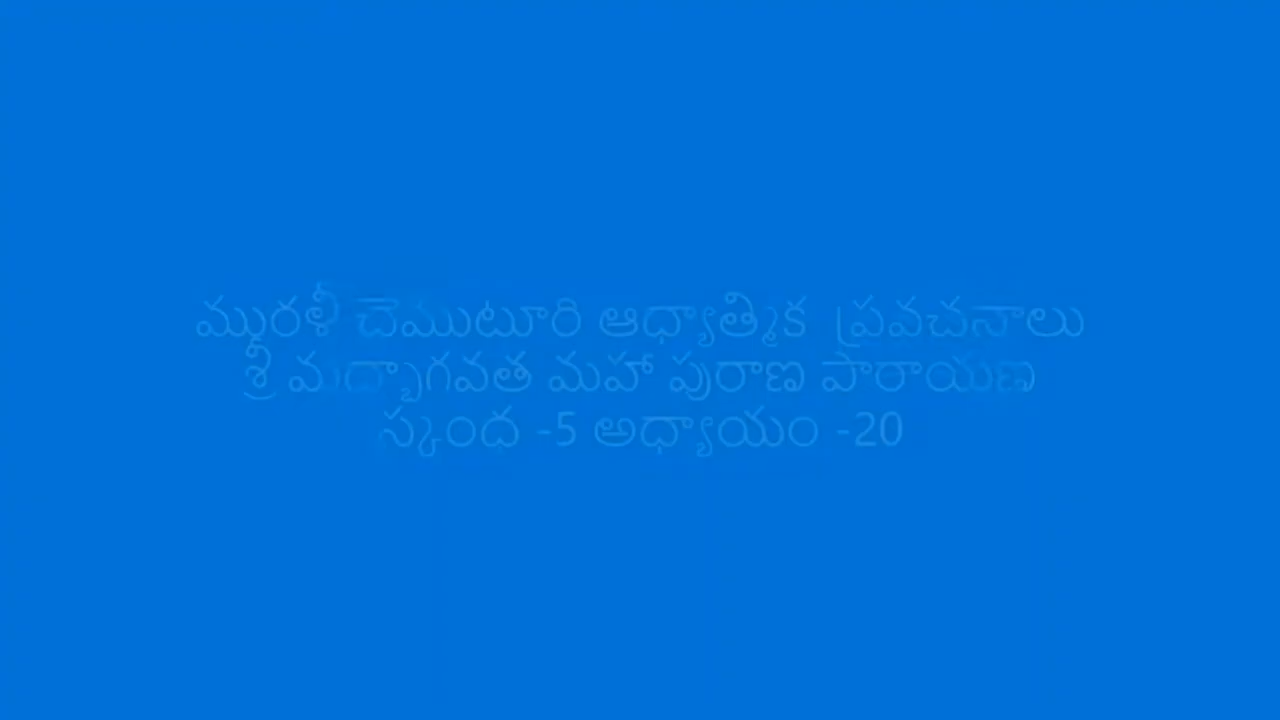 మురళీ చెముటూరి ఆధ్యాత్మిక ప్రవచనాలు
శ్రీ మద్భాగవత మహా పురాణ పారాయణ
స్కంధ -5 అధ్యాయం -20